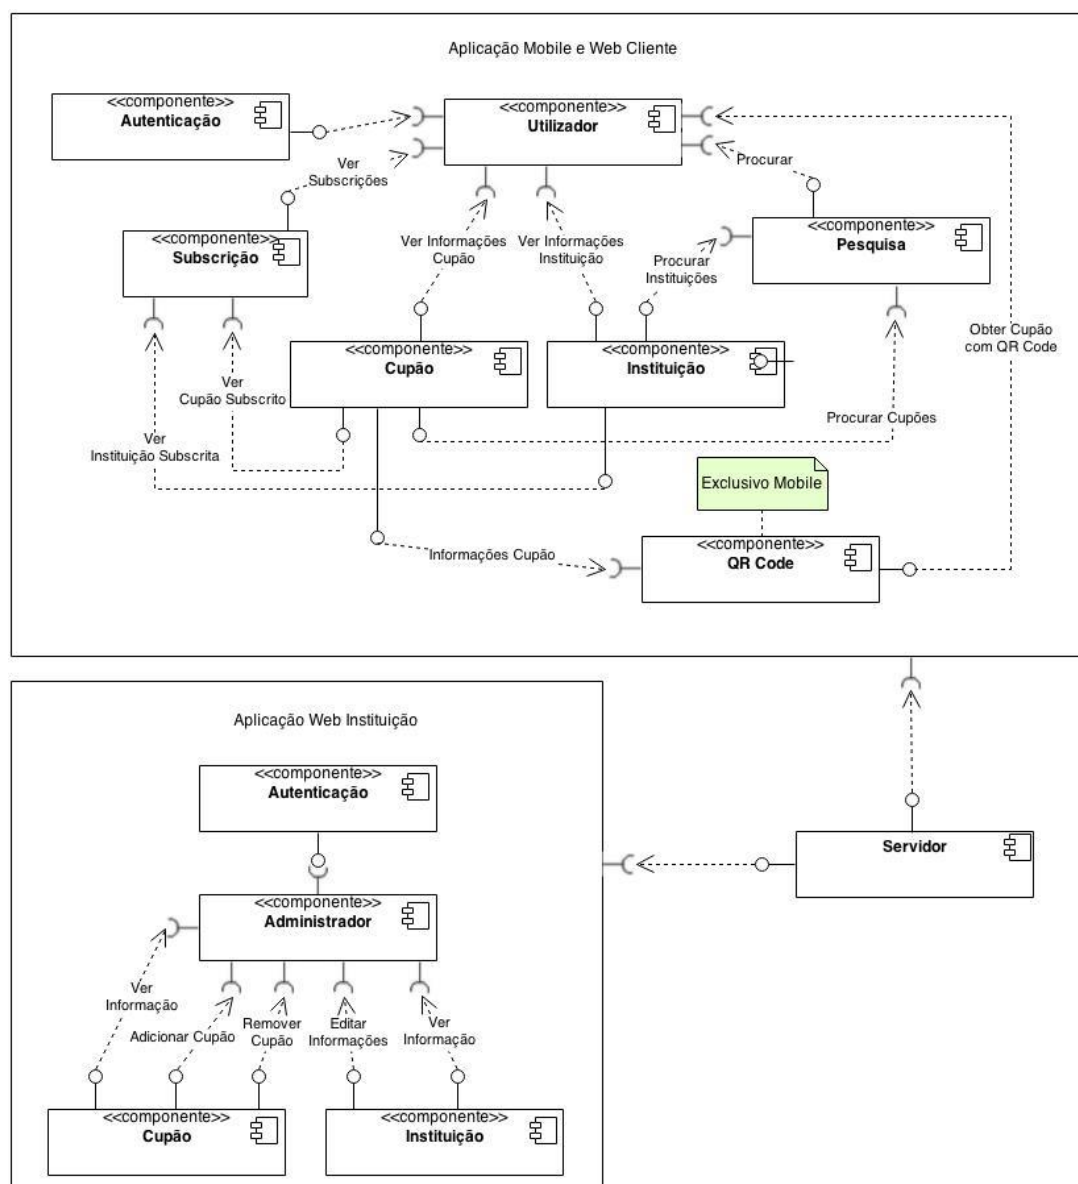 Aplicação Mobile e Web Cliente
<<componente>>
Autenticação
<<componente>>
Utilizador
Ver
Subscrições
Procurar
<<componente>>
Subscrição
Ver Informações
Cupão
Ver Informações
Instituição
<<componente>>
Pesquisa
Procurar
Instituições
Obter Cupão
com QR Code
<<componente>>
Cupão
<<componente>>
Instituição
Ver
Cupão Subscrito
Procurar Cupões
Ver
Instituição Subscrita
Exclusivo Mobile
Informações Cupão
<<componente>>
QR Code
Aplicação Web Instituição
<<componente>>
Autenticação
Servidor
<<componente>>
Administrador
Ver
Informação
Adicionar Cupão
Remover
Cupão
Editar
Informações
Ver
Informação
<<componente>>
Cupão
<<componente>>
Instituição